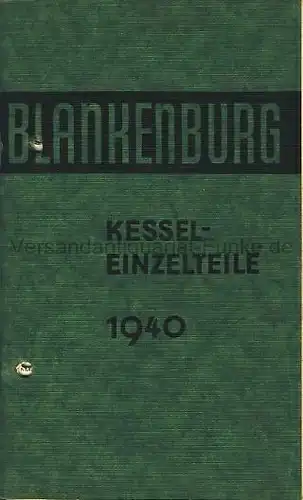 BLANKENBURG
KESSEL-
Versandantiquariat-Funke.de
EINZELTEILE
1940